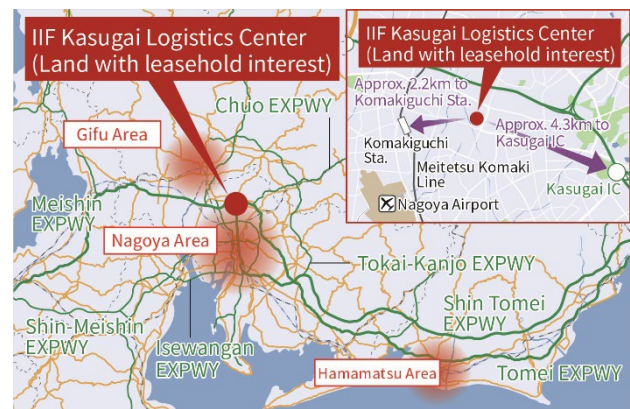 IIF Kasugai Logistics Center
(Land with leasehold interest)
Chuo EXPWY
Gifu Area
Meishin
EXPWY
Nagoya Area
Tokai-Kanjo EXPWY
Shin Tomei
EXPWY
Shin-Meishin
EXPWY
Isewangan
EXPWY
Hamamatsu Area
Tomei EXPWY
IIF Kasugai Logistics Center
(Land with leasehold interest)
Approx. 2.2km to
Komakiguchi Sta.
Approx. 4.3km to
Kasugai IC
Komakiguchi
Sta.
Meitetsu Komaki
Line
Kasugai IC
Nagoya Airport